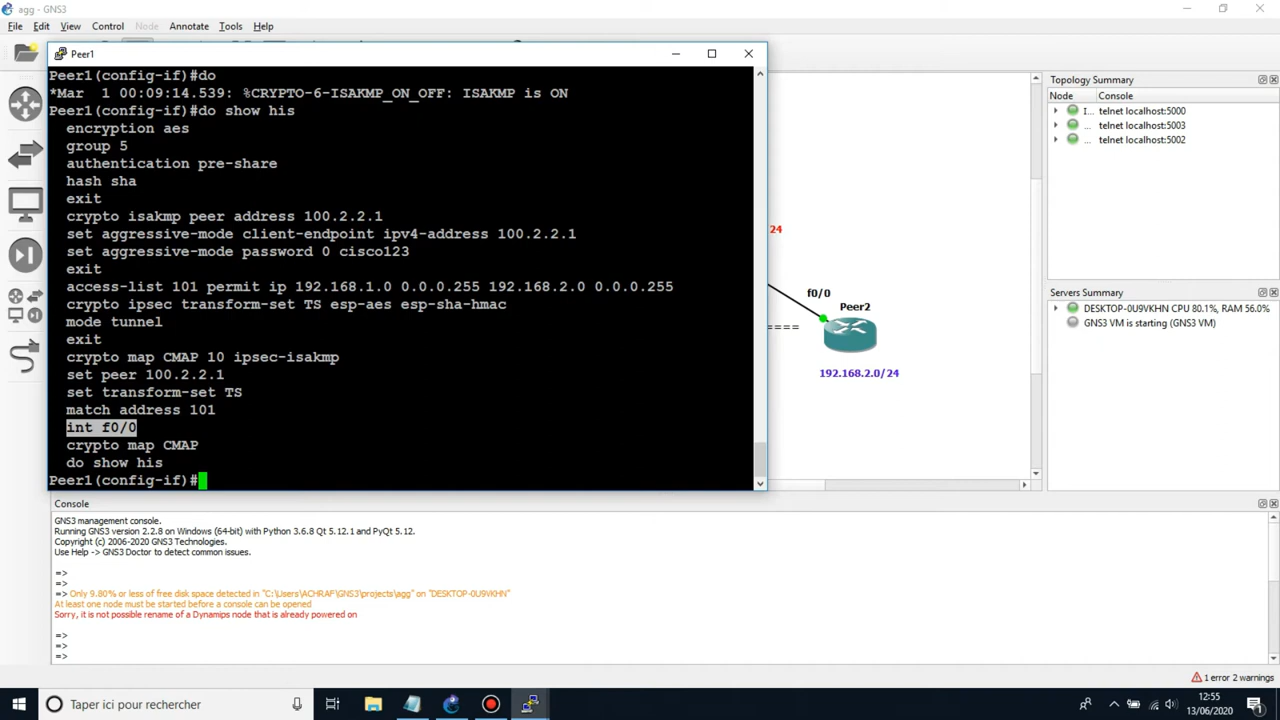 agg - GNS3
File Edit View Control Node Annotate Tools Help
Peer1
Peer1(config-if)#do
*Mar  1 00:09:14.539: %CRYPTO-6-ISAKMP_ON_OFF: ISAKMP is ON
Peer1(config-if)#do show his
encryption aes
group 5
authentication pre-share
hash sha
exit
crypto isakmp peer address 100.2.2.1
set aggressive-mode client-endpoint ipv4-address 100.2.2.1
set aggressive-mode password 0 cisco123
exit
access-list 101 permit ip 192.168.1.0 0.0.0.255 192.168.2.0 0.0.0.255
crypto ipsec transform-set TS esp-aes esp-sha-hmac
mode tunnel
exit
crypto map CMAP 10 ipsec-isakmp
set peer 100.2.2.1
set transform-set TS
match address 101
int f0/0
crypto map CMAP
do show his
Peer1(config-if)#
24
f0/0
Peer2
====
192.168.2.0/24
Topology Summary
Node Console
I... telnet localhost:5000
... telnet localhost:5003
... telnet localhost:5002
Servers Summary
DESKTOP-0U9VKHN CPU 80.1%, RAM 56.0%
GNS3 VM is starting (GNS3 VM)
Console
GNS3 management console.
Running GNS3 version 2.2.8 on Windows (64-bit) with Python 3.6.8 Qt 5.12.1 and PyQt 5.12.
Copyright (c) 2006-2020 GNS3 Technologies.
Use Help -> GNS3 Doctor to detect common issues.
=>
=>
=> Only 9.80% or less of free disk space detected in "C:\Users\ACHRAF\GNS3\projects\agg" on "DESKTOP-0U9VKHN"
At least one node must be started before a console can be opened
Sorry, it is not possible rename of a Dynamips node that is already powered on
=>
=>
=>
1 error 2 warnings
Taper ici pour rechercher
12:55
13/06/2020
1